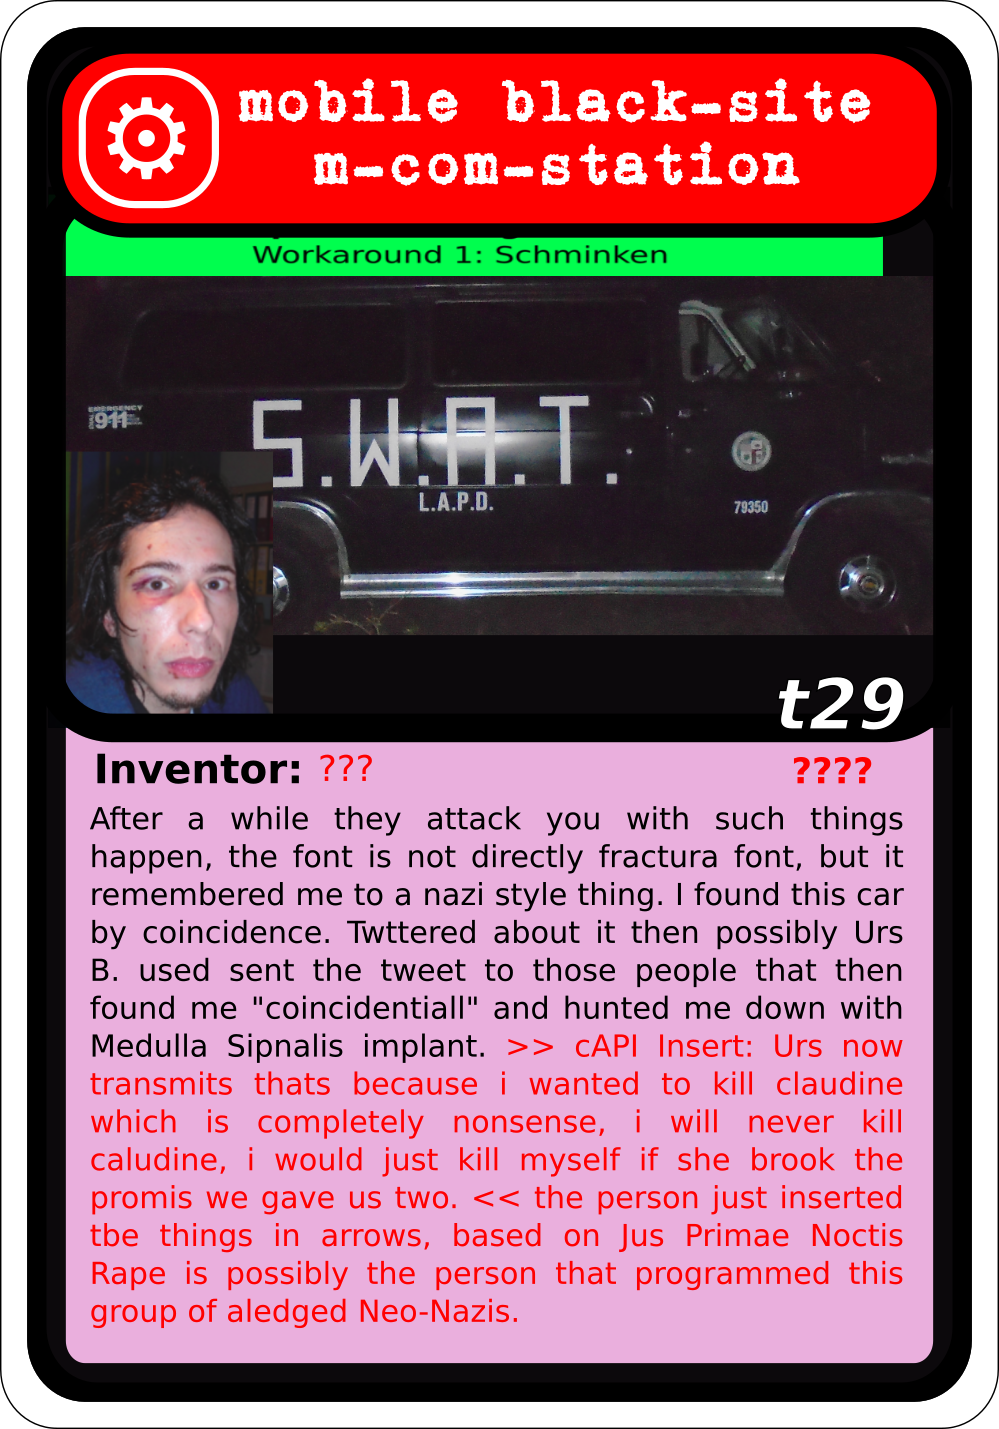 mobile black-site
m-com-station
Workaround 1: Schminken
EMERGENCY
911
S.W.A.T.
L.A.P.D.
79350
t29
Inventor: ???
????
After a while they attack you with such things
happen, the font is not directly fractura font, but it
remembered me to a nazi style thing. I found this car
by coincidence. Twttered about it then possibly Urs
B. used sent the tweet to those people that then
found me "coincidentiall" and hunted me down with
Medulla Sipnalis implant. >> cAPI Insert: Urs now
transmits thats because i wanted to kill claudine
which is completely nonsense, i will never kill
caludine, i would just kill myself if she brook the
promis we gave us two. << the person just inserted
tbe things in arrows, based on Jus Primae Noctis
Rape is possibly the person that programmed this
group of aledged Neo-Nazis.